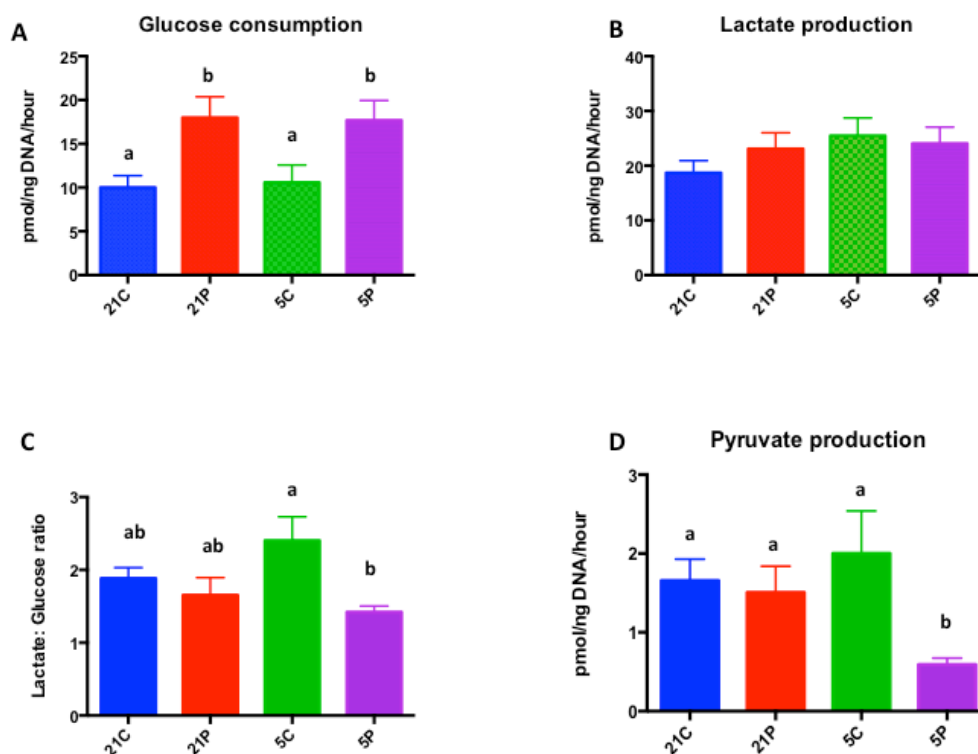 A
Glucose consumption
25
20
15
10
5
0
pmol/ng DNA/hour
a
b
a
b
21C
21P
5C
5P
B
Lactate production
40
30
20
10
0
pmol/ng DNA/hour
21C
21P
5C
5P
C
3
2
1
0
Lactate: Glucose ratio
ab
ab
a
b
21C
21P
5C
5P
D
Pyruvate production
3
2
1
0
pmol/ng DNA/hour
a
a
a
b
21C
21P
5C
5P